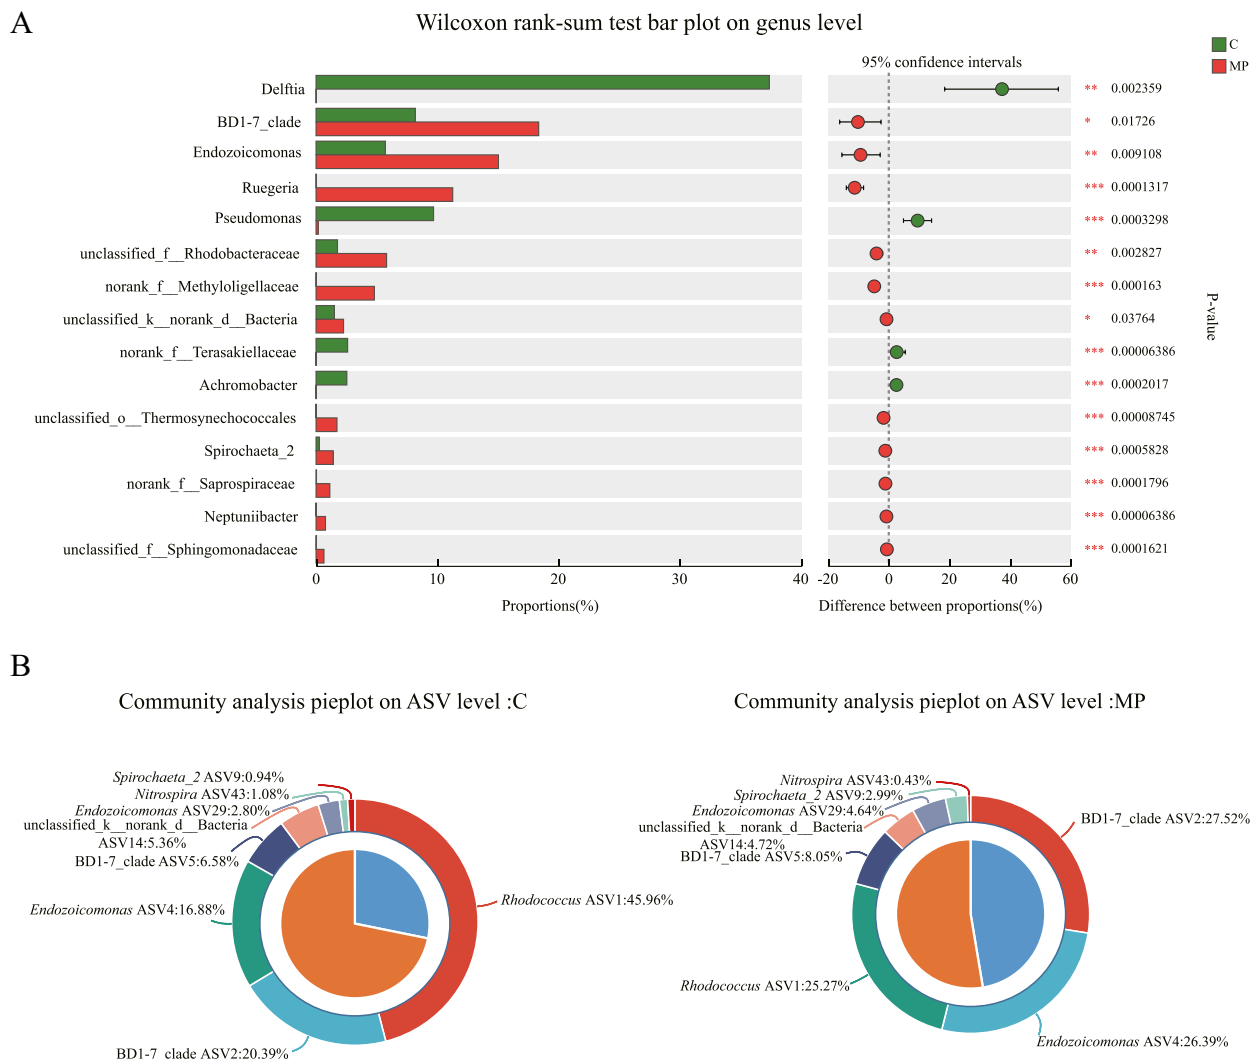 A
Wilcoxon rank-sum test bar plot on genus level
C
MP
95% confidence intervals
Delftia
** 0.002359
BD1-7_clade
* 0.01726
Endozoicomonas
** 0.009108
Ruegeria
*** 0.0001317
Pseudomonas
*** 0.0003298
unclassified_f__Rhodobacteraceae
** 0.002827
norank_f__Methyloligellaceae
*** 0.000163
unclassified_k__norank_d__Bacteria
* 0.03764
norank_f__Terasakiellaceae
*** 0.00006386
Achromobacter
*** 0.0002017
unclassified_o__Thermosynechococcales
*** 0.00008745
Spirochaeta_2
*** 0.0005828
norank_f__Saprospiraceae
*** 0.0001796
Neptuniibacter
*** 0.00006386
unclassified_f__Sphingomonadaceae
*** 0.0001621
P-value
0 10 20 30 40
-20 0 20 40 60
Proportions(%)
Difference between proportions(%)
B
Community analysis pieplot on ASV level :C
Spirochaeta_2 ASV9:0.94%
Nitrospira ASV43:1.08%
Endozoicomonas ASV29:2.80%
unclassified_k__norank_d__Bacteria
ASV14:5.36%
BD1-7_clade ASV5:6.58%
Endozoicomonas ASV4:16.88%
Rhodococcus ASV1:45.96%
BD1-7_clade ASV2:20.39%
Community analysis pieplot on ASV level :MP
Nitrospira ASV43:0.43%
Spirochaeta_2 ASV9:2.99%
Endozoicomonas ASV29:4.64%
unclassified_k__norank_d__Bacteria
ASV14:4.72%
BD1-7_clade ASV5:8.05%
BD1-7_clade ASV2:27.52%
Rhodococcus ASV1:25.27%
Endozoicomonas ASV4:26.39%